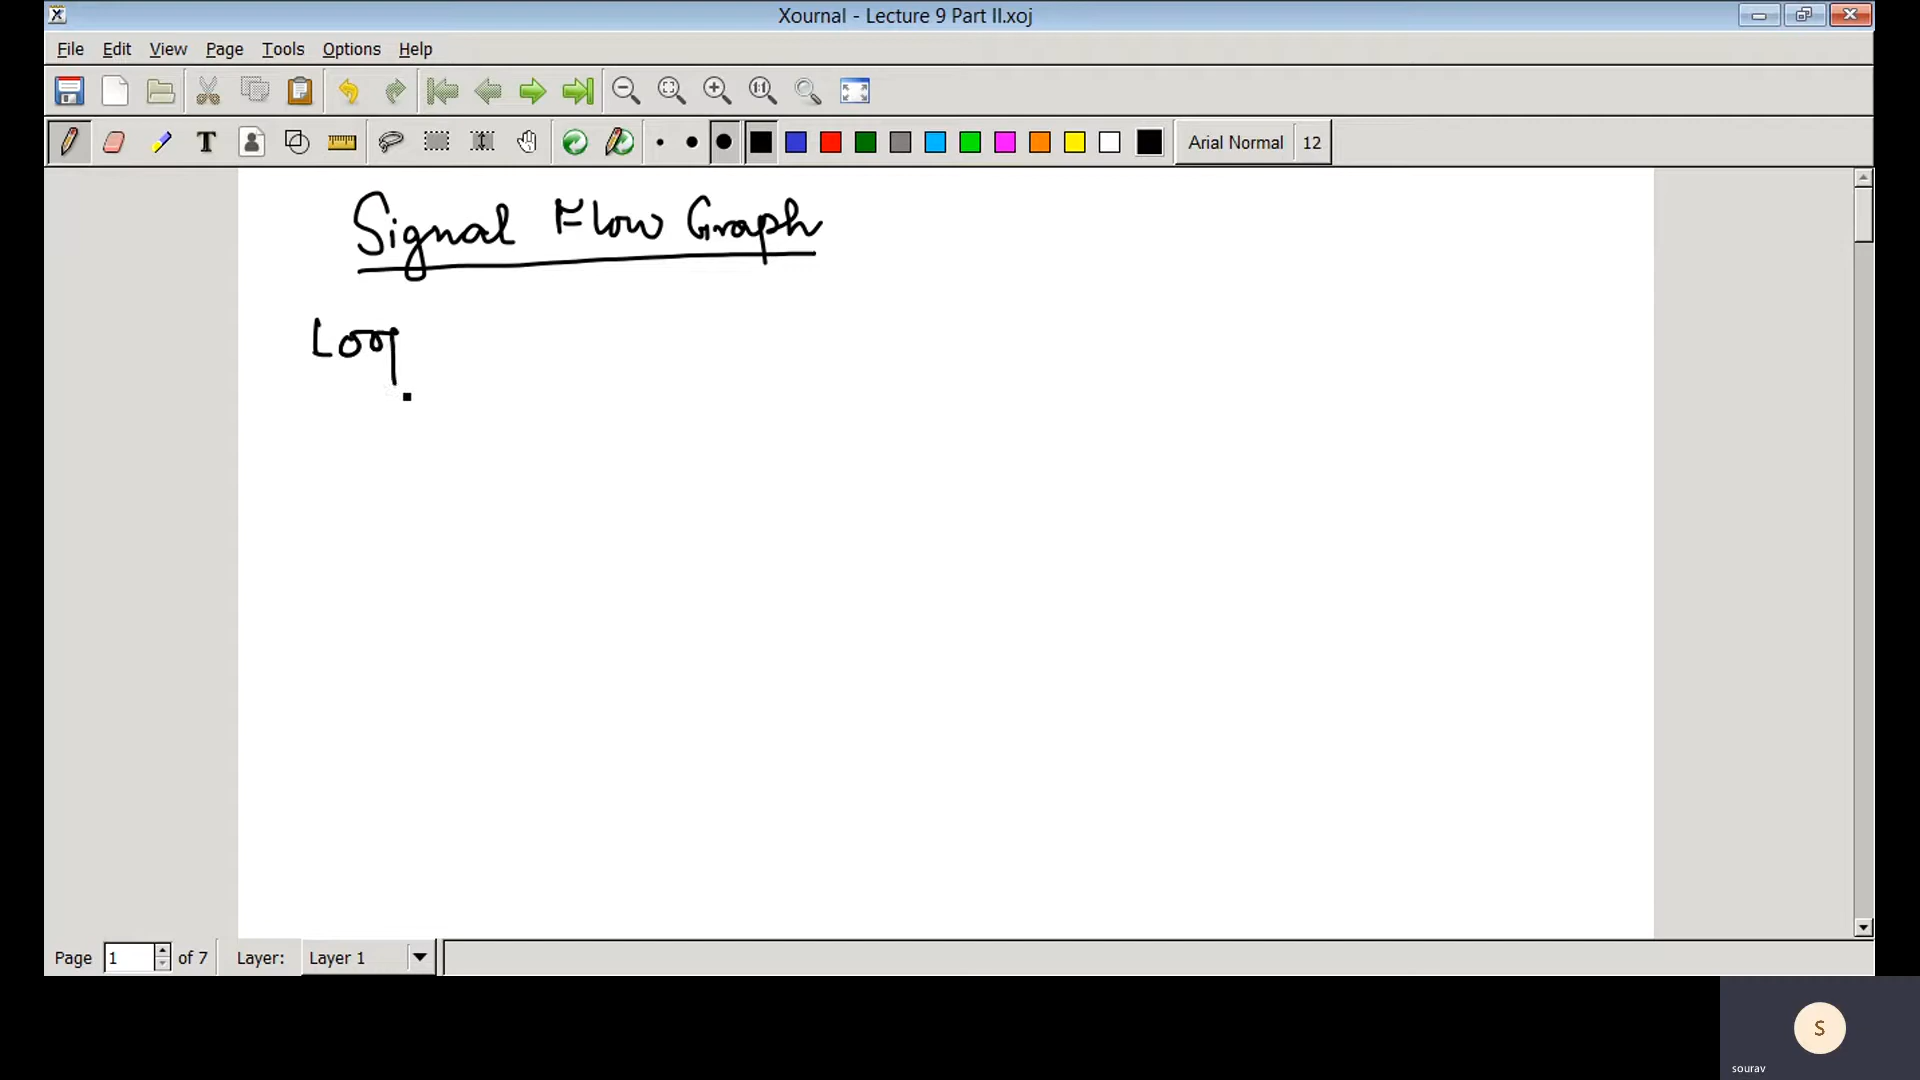 Xournal - Lecture 9 Part II.xoj
File Edit View Page Tools Options Help
T Arial Normal 12
Signal Flow Graph
Loop
Page 1 of 7 Layer: Layer 1
S
sourav